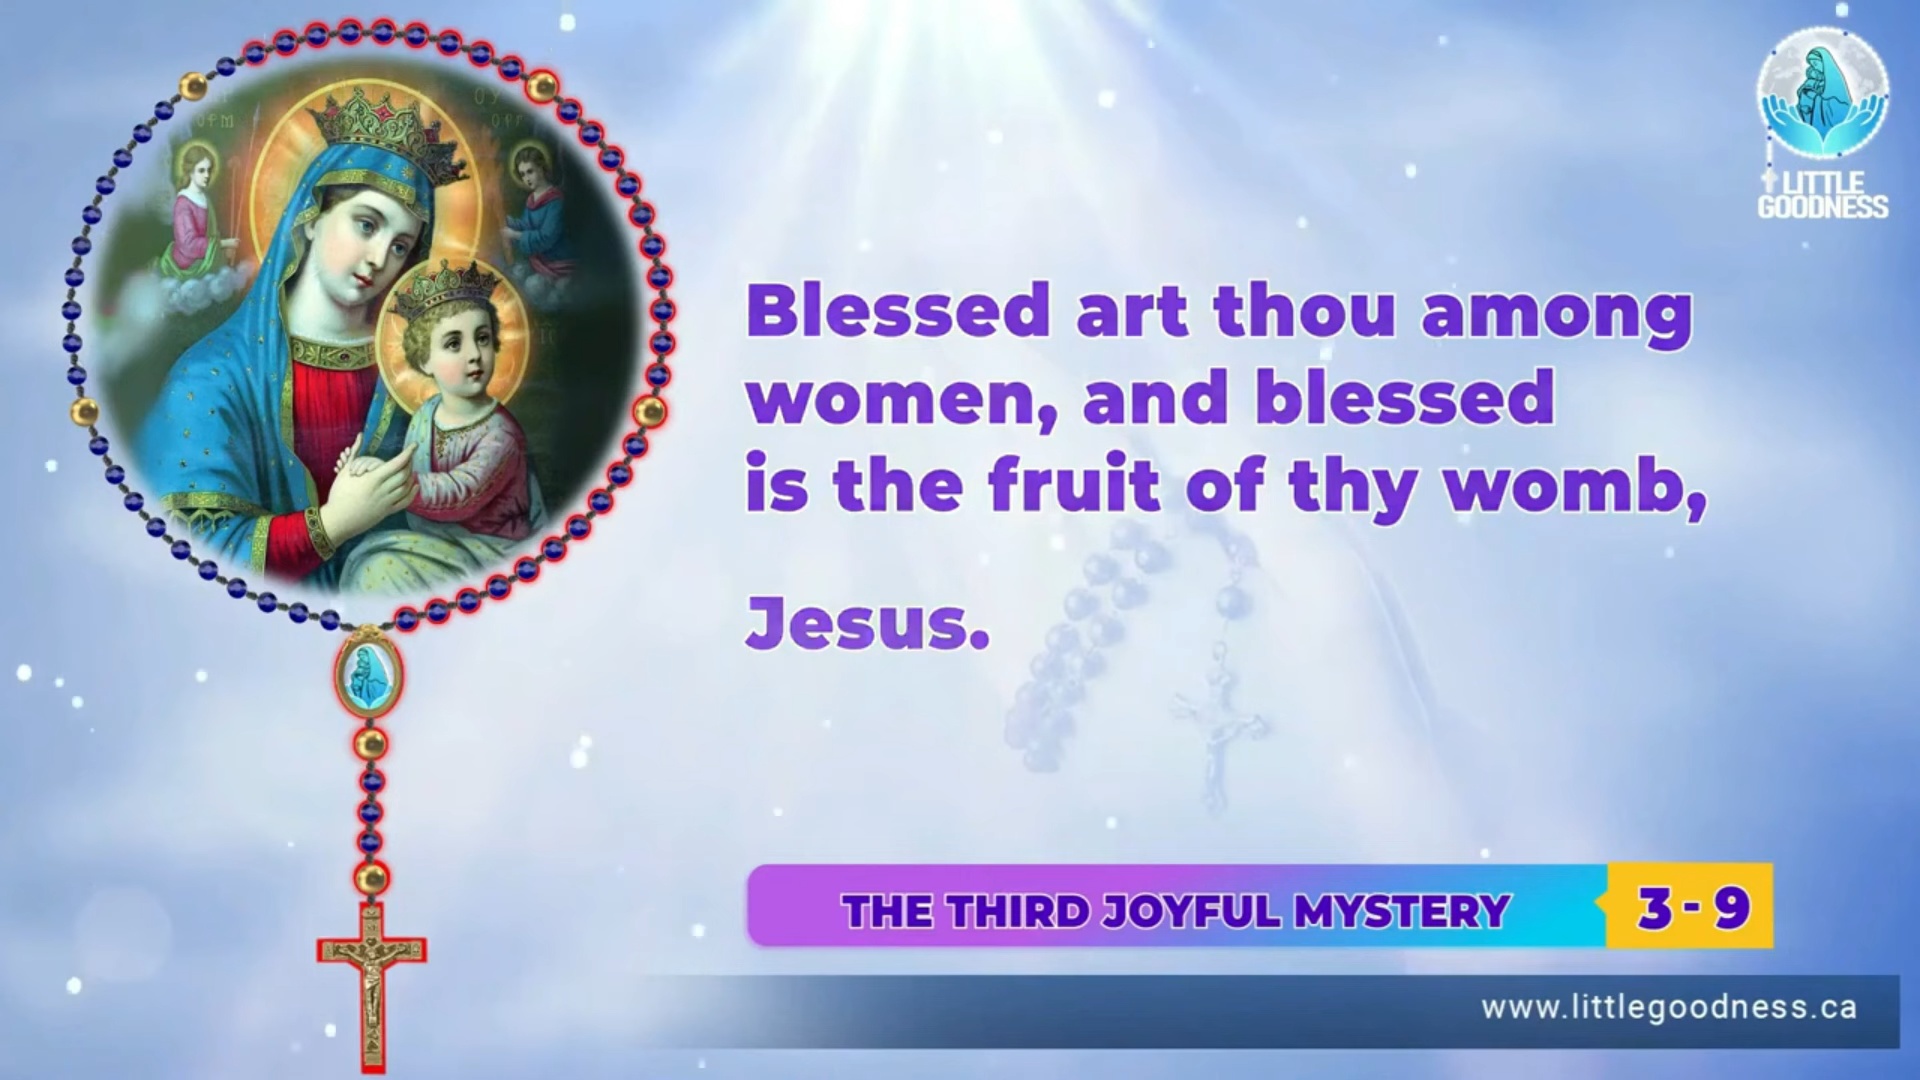 LITTLE
GOODNESS
Blessed art thou among
women, and blessed
is the fruit of thy womb,
Jesus.
THE THIRD JOYFUL MYSTERY
3 - 9
www.littlegoodness.ca